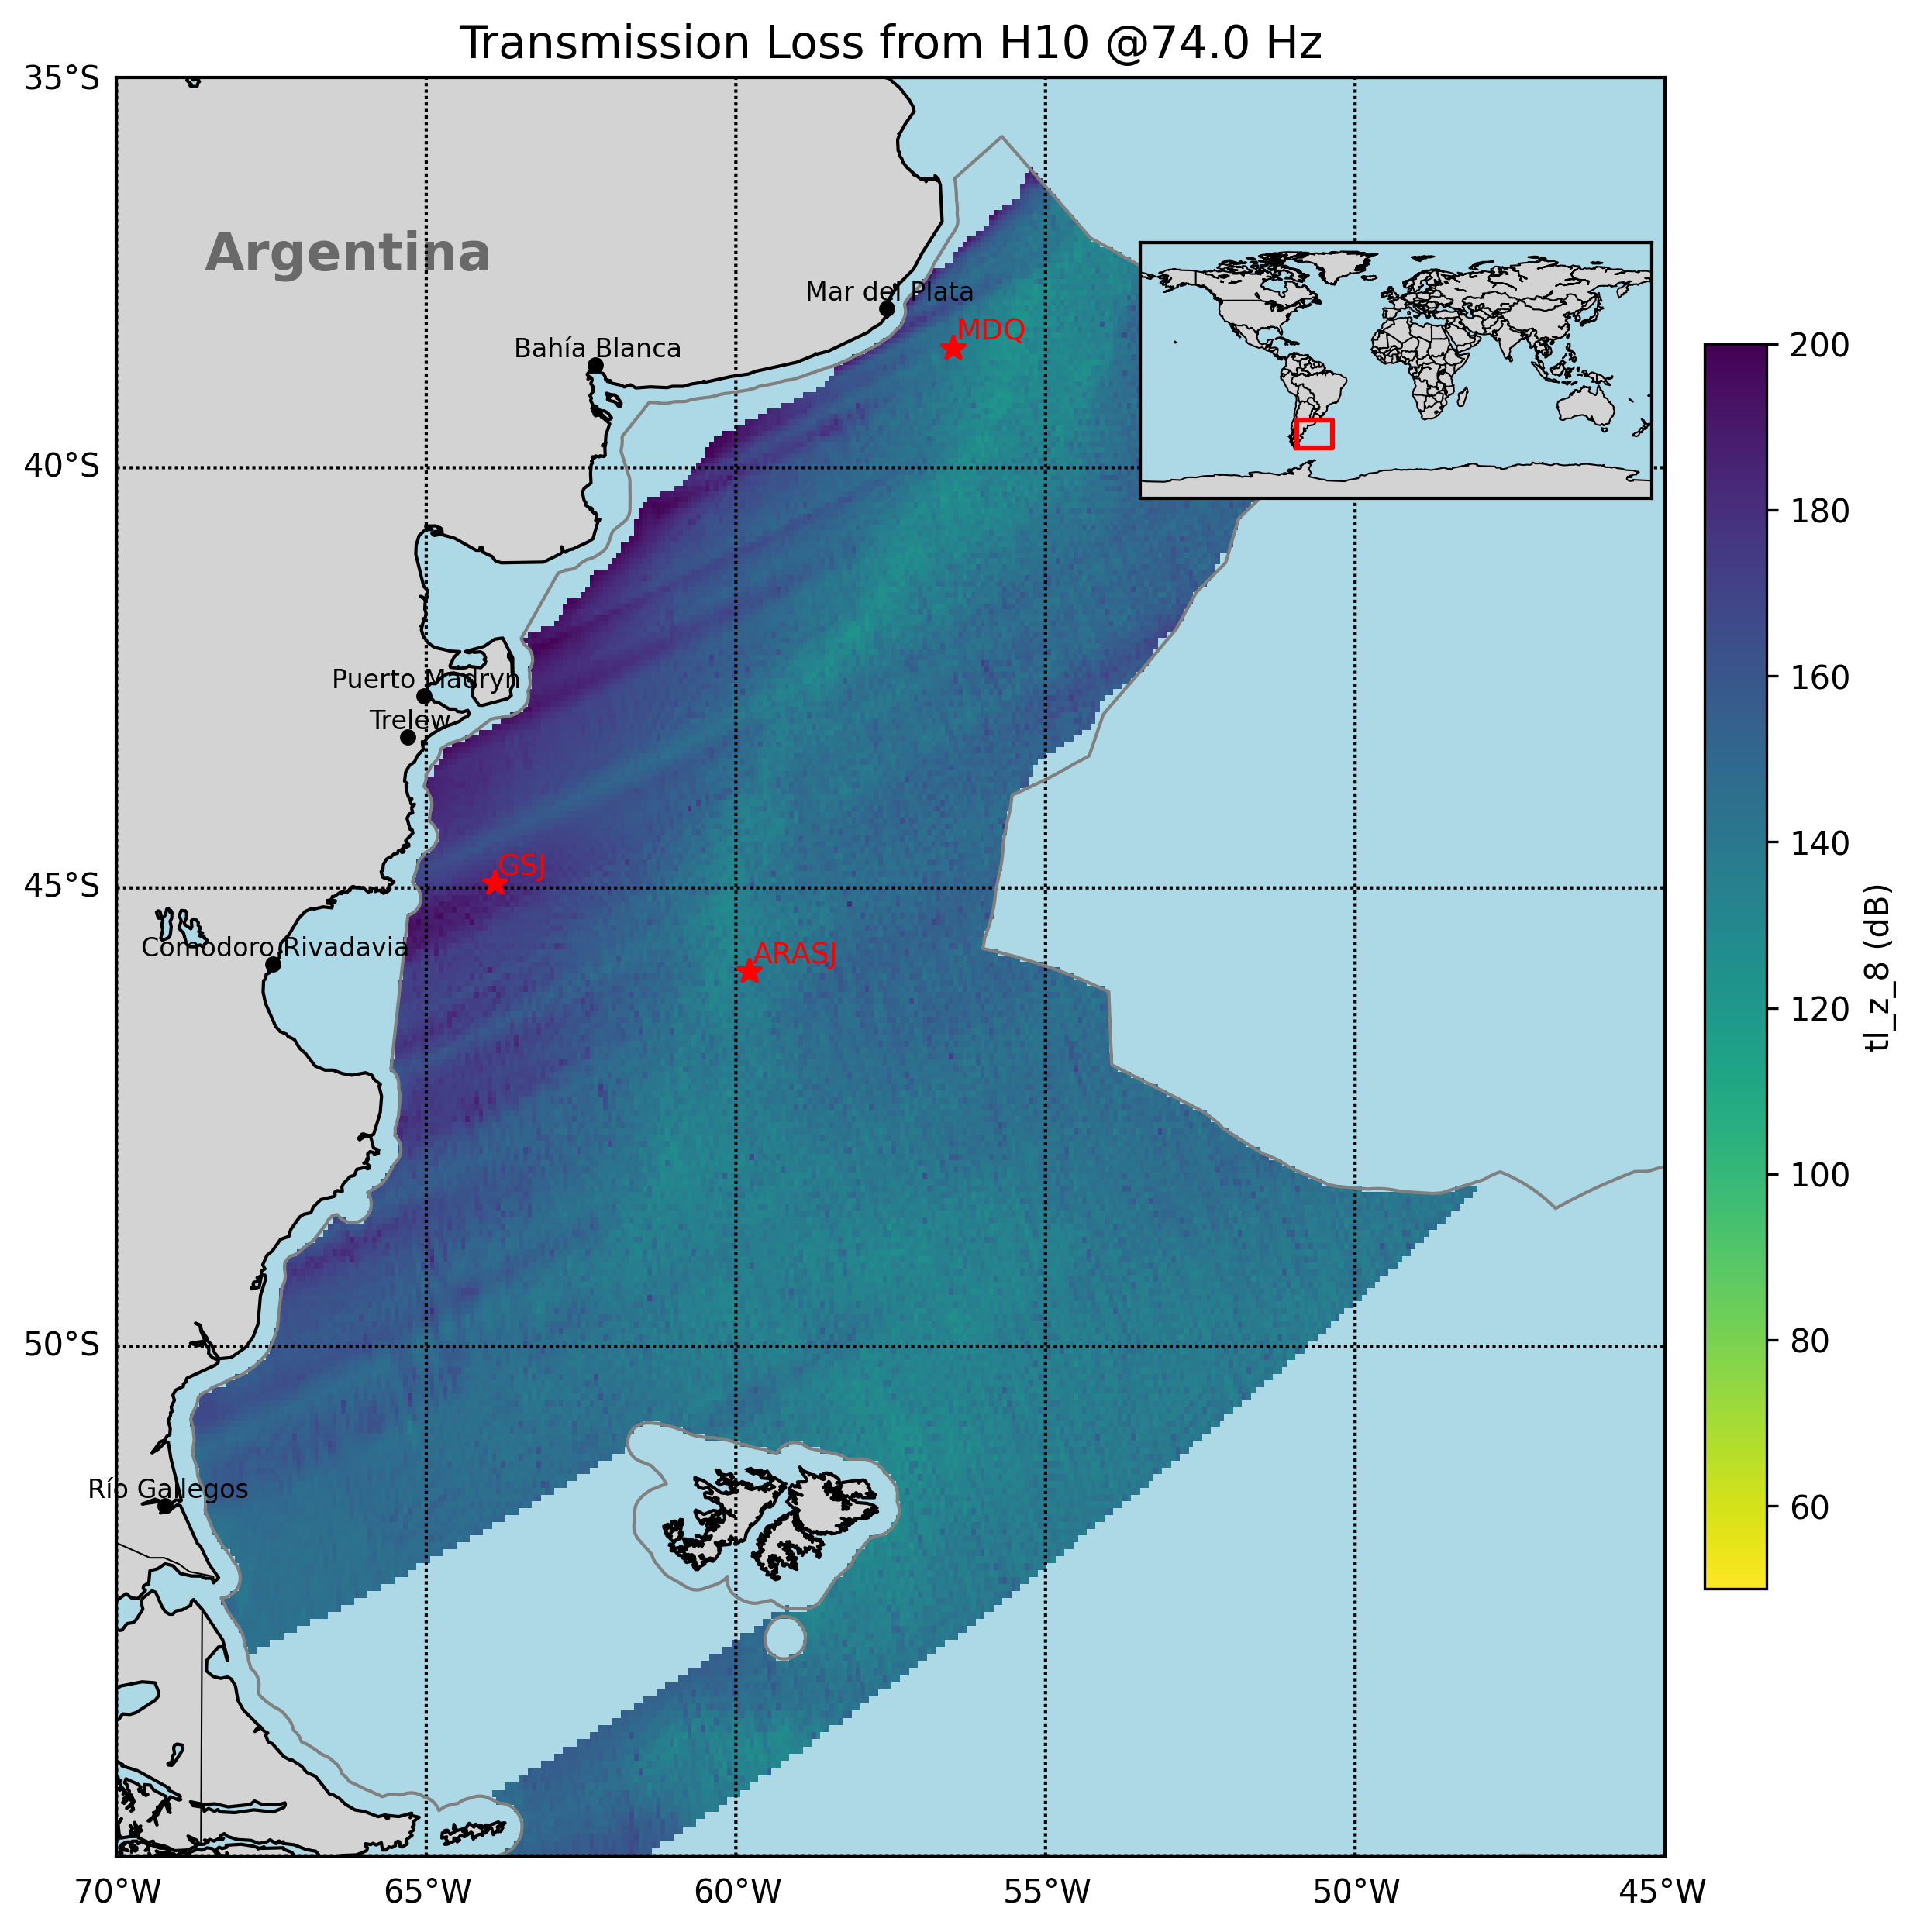 Transmission Loss from H10 @74.0 Hz
35°S
Argentina
Mar del Plata
MDQ
Bahía Blanca
200
40°S
180
Puerto Madryn
160
Trelew
140
GSJ
45°S
Comodoro Rivadavia
ARASJ
tl_z_8 (dB)
120
100
50°S
80
Río Gallegos
60
70°W
65°W
60°W
55°W
50°W
45°W